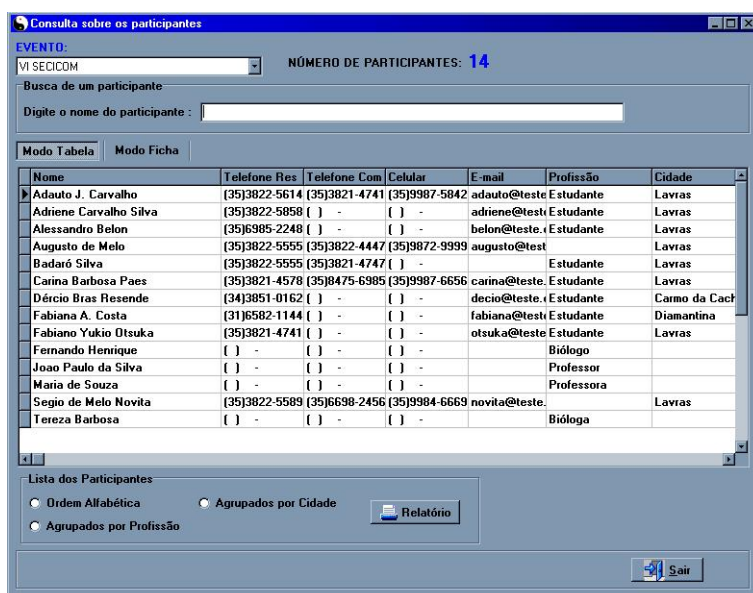 Consulta sobre os participantes
EVENTO:
VI SECICOM
NÚMERO DE PARTICIPANTES: 14
Busca de um participante
Digite o nome do participante :
Modo Tabela Modo Ficha
Nome Telefone Res Telefone Com Celular E-mail Profissão Cidade
Adauto J. Carvalho (35)3822-5614 (35)3821-4741 (35)9987-5842 adauto@teste Estudante Lavras
Adriene Carvalho Silva (35)3822-5858 ( ) - ( ) - adriene@teste Estudante Lavras
Alessandro Belon (35)6985-2248 ( ) - ( ) - belon@teste. Estudante Lavras
Augusto de Melo (35)3822-5555 (35)3822-4447 (35)9872-9999 augusto@test Lavras
Badaró Silva (35)3822-5555 (35)3821-4747 ( ) - Estudante Lavras
Carina Barbosa Paes (35)3821-4578 (35)8475-6985 (35)9987-6656 carina@teste. Estudante Lavras
Dércio Bras Resende (34)3851-0162 ( ) - ( ) - decio@teste. Estudante Carmo da Cach
Fabiana A. Costa (31)6582-1144 ( ) - ( ) - fabiana@teste Estudante Diamantina
Fabiano Yukio Otsuka (35)3821-4741 ( ) - ( ) - otsuka@teste Estudante Lavras
Fernando Henrique ( ) - ( ) - ( ) - Biólogo
Joao Paulo da Silva ( ) - ( ) - ( ) - Professor
Maria de Souza ( ) - ( ) - ( ) - Professora
Segio de Melo Novita (35)3822-5589 (35)6698-2456 (35)9984-6669 novita@teste. Lavras
Tereza Barbosa ( ) - ( ) - ( ) - Bióloga
Lista dos Participantes
Ordem Alfabética Agrupados por Cidade
Agrupados por Profissão
Relatório
Sair